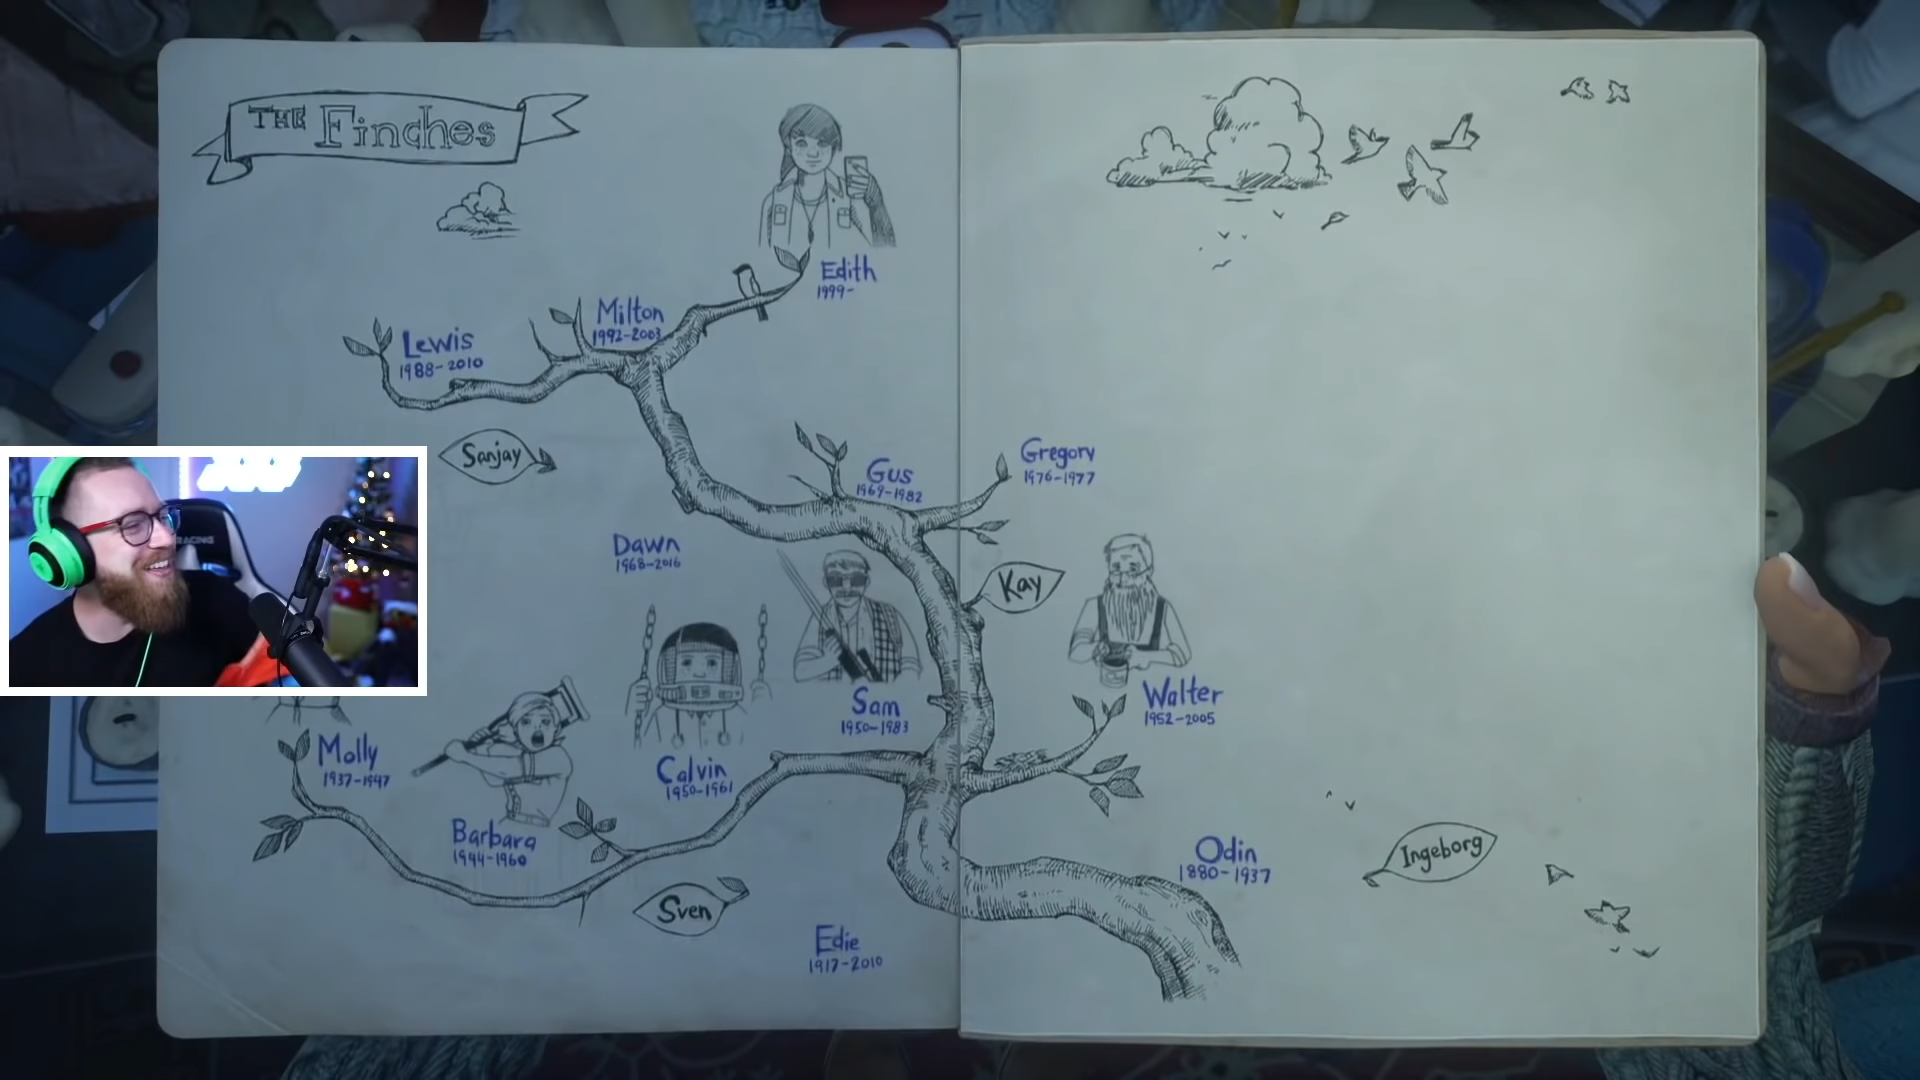 THE Finches
Edith
1999-
Milton
1992-2003
Lewis
1988-2010
Sanjay
Gus
1969-1982
Gregory
1976-1977
Dawn
1968-2016
Kay
Sam
1950-1983
Walter
1952-2005
Molly
1937-1947
Calvin
1950-1961
Barbara
1944-1960
Sven
Odin
1880-1937
Ingeborg
Edie
1917-2010
RACING